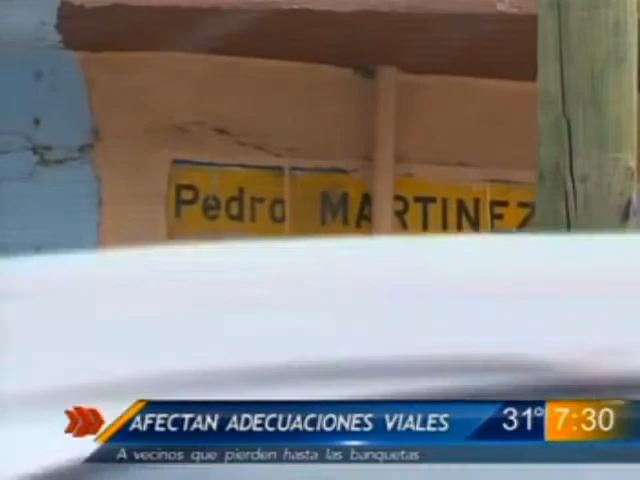 Pedro MARTINEZ
AFECTAN ADECUACIONES VIALES
31° 7:30
A vecinos que pierden hasta las banquetas